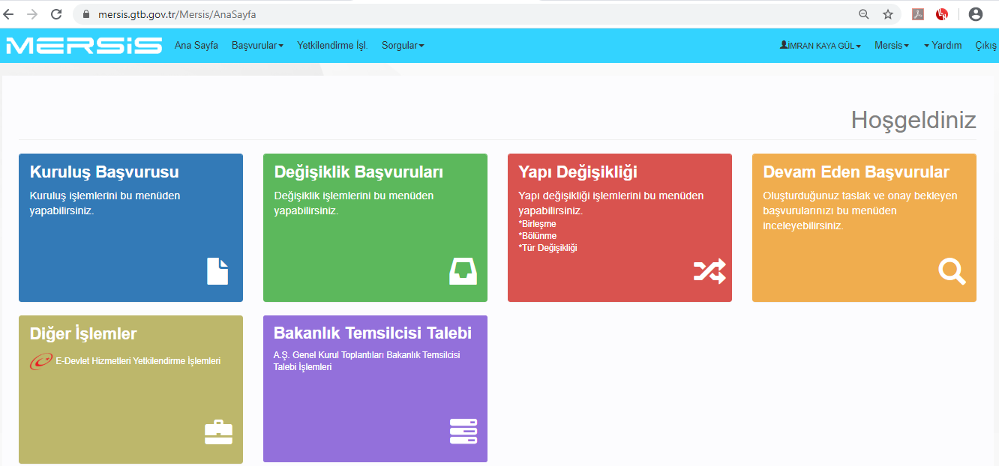 mersis.gtb.gov.tr/Mersis/AnaSayfa
MERSIS Ana Sayfa Başvurular Yetkilendirme İşl. Sorgular İMRAN KAYA GÜL Mersis Yardım Çıkış
Hoşgeldiniz
Kuruluş Başvurusu
Kuruluş işlemlerini bu menüden
yapabilirsiniz.
Değişiklik Başvuruları
Değişiklik işlemlerini bu menüden
yapabilirsiniz.
Yapı Değişikliği
Yapı değişikliği işlemlerini bu menüden
yapabilirsiniz.
*Birleşme
*Bölünme
*Tür Değişikliği
Devam Eden Başvurular
Oluşturduğunuz taslak ve onay bekleyen
başvurularınızı bu menüden
inceleyebilirsiniz.
Diğer İşlemler
E-Devlet Hizmetleri Yetkilendirme İşlemleri
Bakanlık Temsilcisi Talebi
A.Ş. Genel Kurul Toplantıları Bakanlık Temsilcisi
Talebi İşlemleri